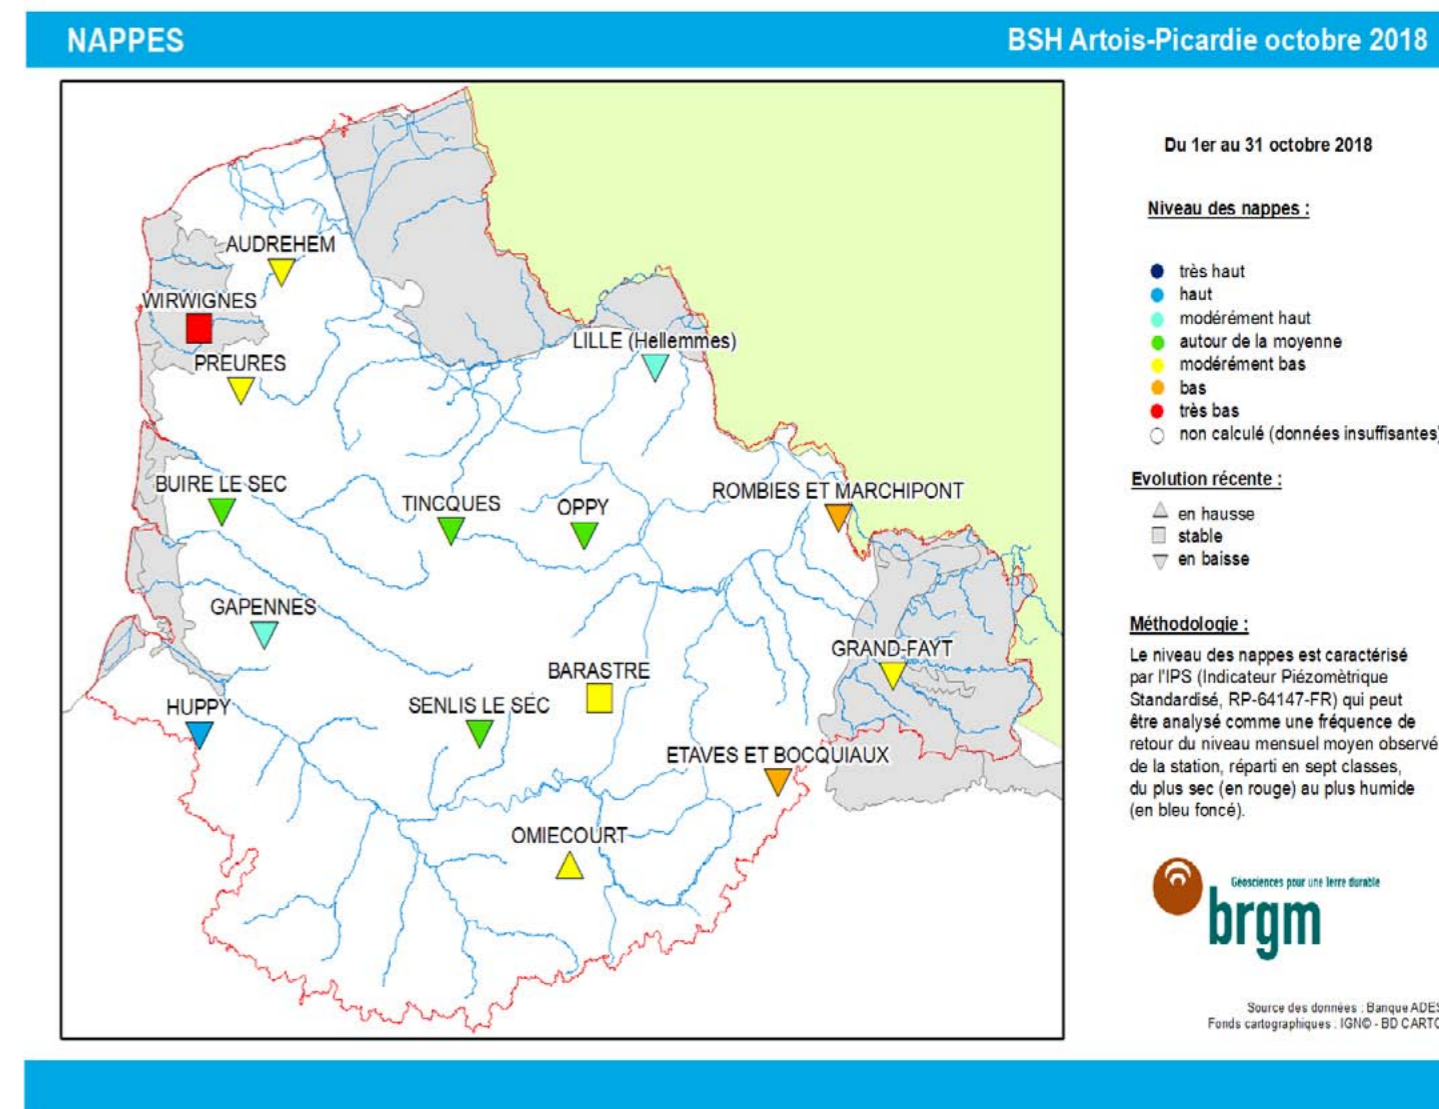 NAPPES
BSH Artois-Picardie octobre 2018
AUDREHEM
WIRWIGNES
PREURES
LILLE (Hellemmes)
BUIRE LE SEC
TINCQUES
OPPY
ROMBIES ET MARCHIPONT
GAPENNES
BARASTRE
GRAND-FAYT
HUPPY
SENLIS LE SEC
ETAVES ET BOCQUIAUX
OMIECOURT
Du 1er au 31 octobre 2018
Niveau des nappes :
très haut
haut
modérément haut
autour de la moyenne
modérément bas
bas
très bas
non calculé (données insuffisantes)
Evolution récente :
en hausse
stable
en baisse
Méthodologie :
Le niveau des nappes est caractérisé
par l'IPS (Indicateur Piézomètrique
Standardisé, RP-64147-FR) qui peut
être analysé comme une fréquence de
retour du niveau mensuel moyen observé
de la station, réparti en sept classes,
du plus sec (en rouge) au plus humide
(en bleu foncé).
Géosciences pour une Terre durable
brgm
Source des données : Banque ADES
Fonds cartographiques : IGN© - BD CARTO